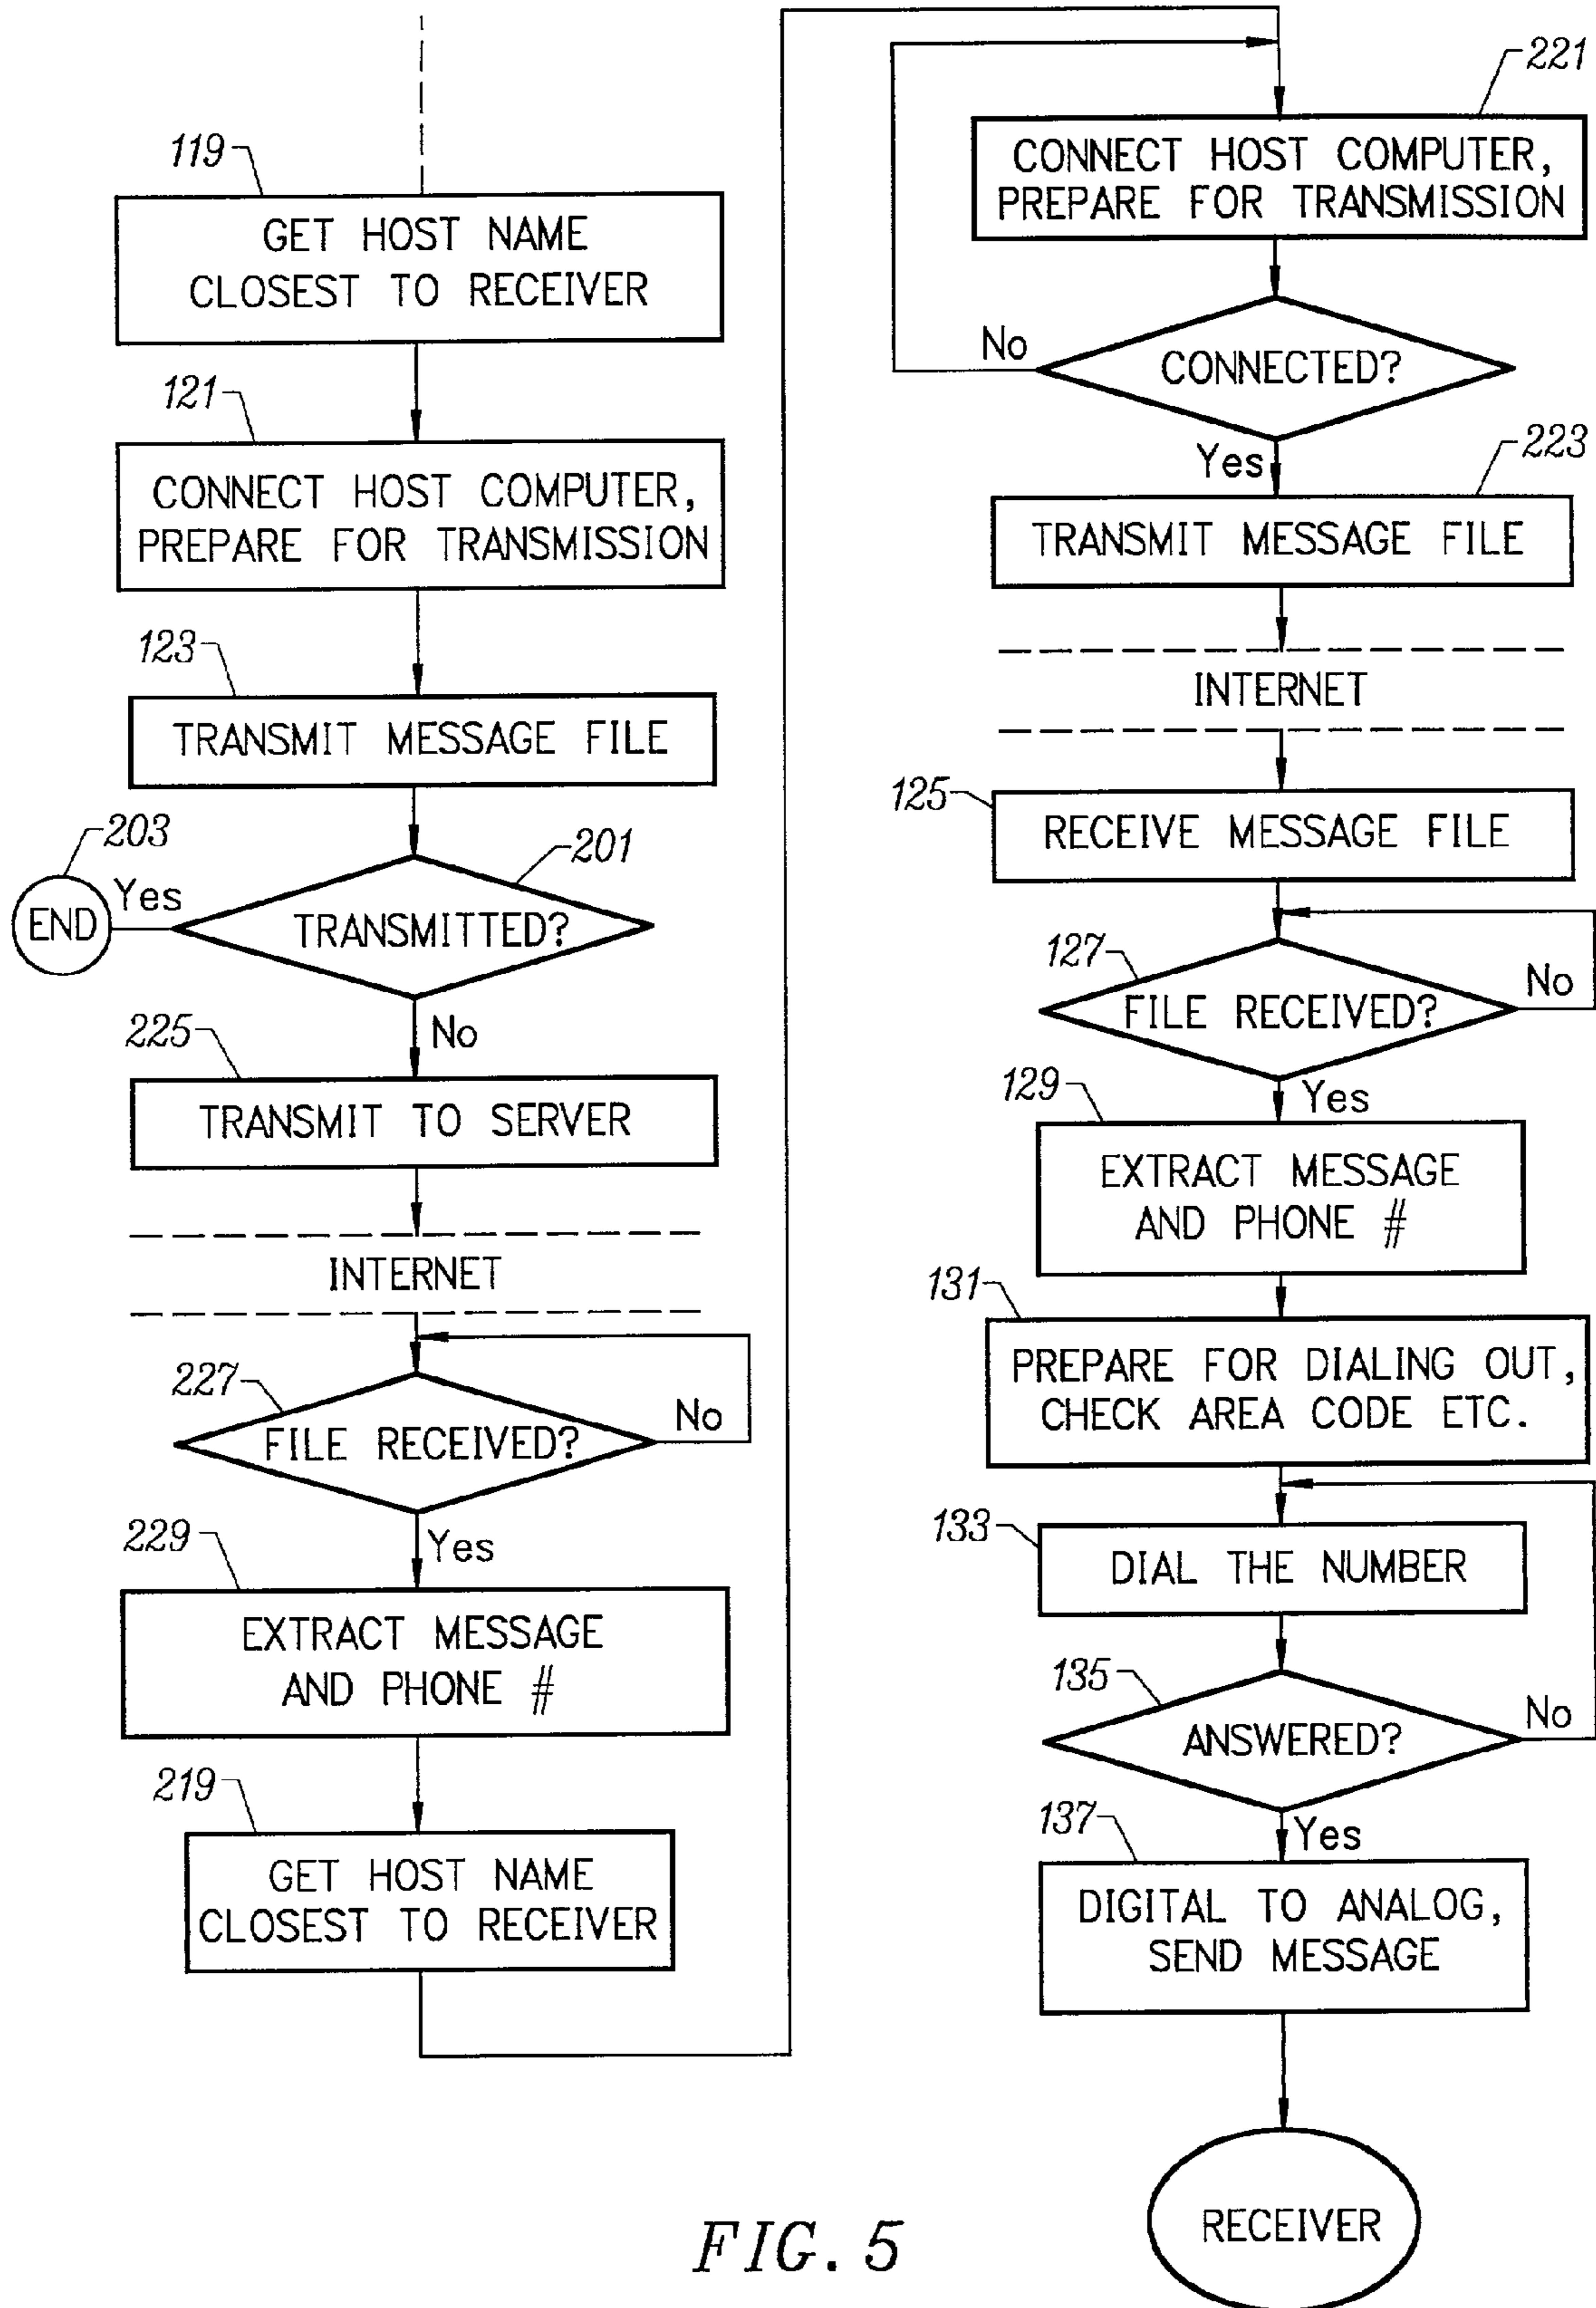 119
GET HOST NAME
CLOSEST TO RECEIVER
121
CONNECT HOST COMPUTER,
PREPARE FOR TRANSMISSION
123
TRANSMIT MESSAGE FILE
203
201
END
Yes
TRANSMITTED?
No
225
TRANSMIT TO SERVER
INTERNET
227
FILE RECEIVED?
No
Yes
229
EXTRACT MESSAGE
AND PHONE #
219
GET HOST NAME
CLOSEST TO RECEIVER
221
CONNECT HOST COMPUTER,
PREPARE FOR TRANSMISSION
No
CONNECTED?
Yes
223
TRANSMIT MESSAGE FILE
INTERNET
125
RECEIVE MESSAGE FILE
127
FILE RECEIVED?
No
Yes
129
EXTRACT MESSAGE
AND PHONE #
131
PREPARE FOR DIALING OUT,
CHECK AREA CODE ETC.
133
DIAL THE NUMBER
135
ANSWERED?
No
Yes
137
DIGITAL TO ANALOG,
SEND MESSAGE
RECEIVER
FIG. 5